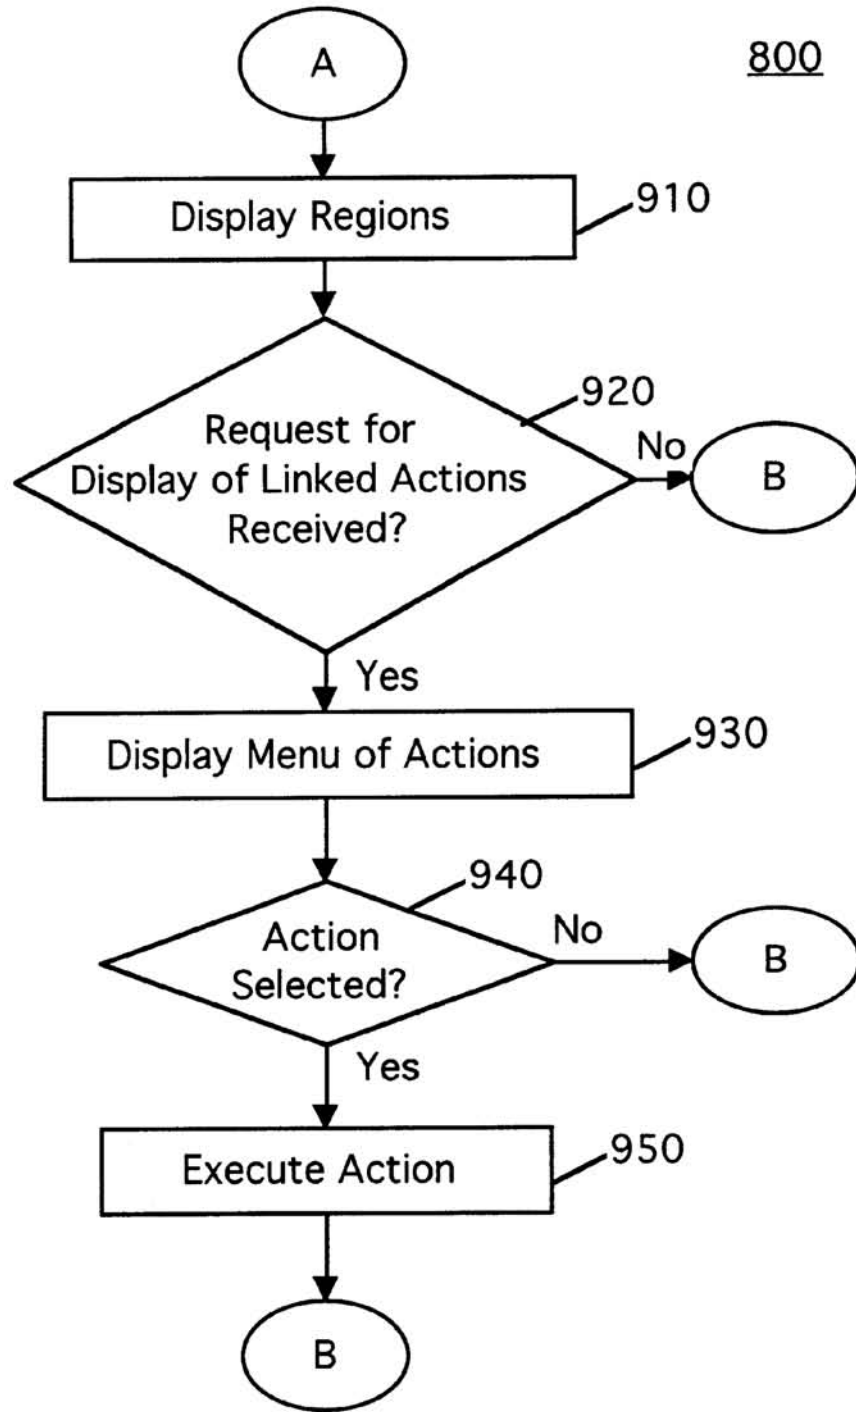 A
800
Display Regions
910
920
Request for
Display of Linked Actions
Received?
No
B
Yes
Display Menu of Actions
930
940
Action
Selected?
No
B
Yes
Execute Action
950
B